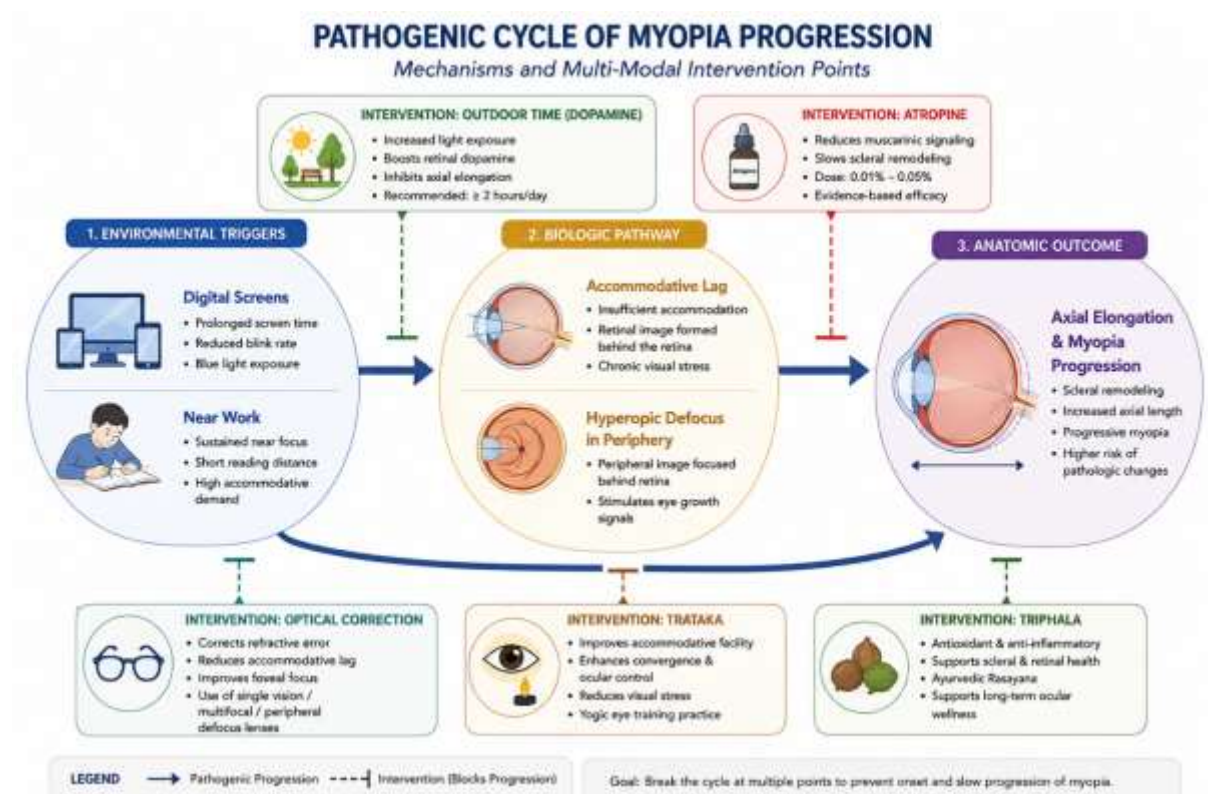 PATHOGENIC CYCLE OF MYOPIA PROGRESSION
Mechanisms and Multi-Modal Intervention Points
INTERVENTION: OUTDOOR TIME (DOPAMINE)
• Increased light exposure
• Boosts retinal dopamine
• Inhibits axial elongation
• Recommended: ≥ 2 hours/day
INTERVENTION: ATROPINE
• Reduces muscarinic signaling
• Slows scleral remodeling
• Dose: 0.01% – 0.05%
• Evidence-based efficacy
Atropine
1. ENVIRONMENTAL TRIGGERS
Digital Screens
• Prolonged screen time
• Reduced blink rate
• Blue light exposure
Near Work
• Sustained near focus
• Short reading distance
• High accommodative
demand
2. BIOLOGIC PATHWAY
Accommodative Lag
• Insufficient accommodation
• Retinal image formed
behind the retina
• Chronic visual stress
Hyperopic Defocus
in Periphery
• Peripheral image focused
behind retina
• Stimulates eye growth
signals
3. ANATOMIC OUTCOME
Axial Elongation
& Myopia
Progression
• Scleral remodeling
• Increased axial length
• Progressive myopia
• Higher risk of
pathologic changes
INTERVENTION: OPTICAL CORRECTION
• Corrects refractive error
• Reduces accommodative lag
• Improves foveal focus
• Use of single vision /
multifocal / peripheral
defocus lenses
INTERVENTION: TRATAKA
• Improves accommodative facility
• Enhances convergence &
ocular control
• Reduces visual stress
• Yogic eye training practice
INTERVENTION: TRIPHALA
• Antioxidant & anti-inflammatory
• Supports scleral & retinal health
• Ayurvedic Rasayana
• Supports long-term ocular
wellness
LEGEND
Pathogenic Progression
Intervention (Blocks Progression)
Goal: Break the cycle at multiple points to prevent onset and slow progression of myopia.